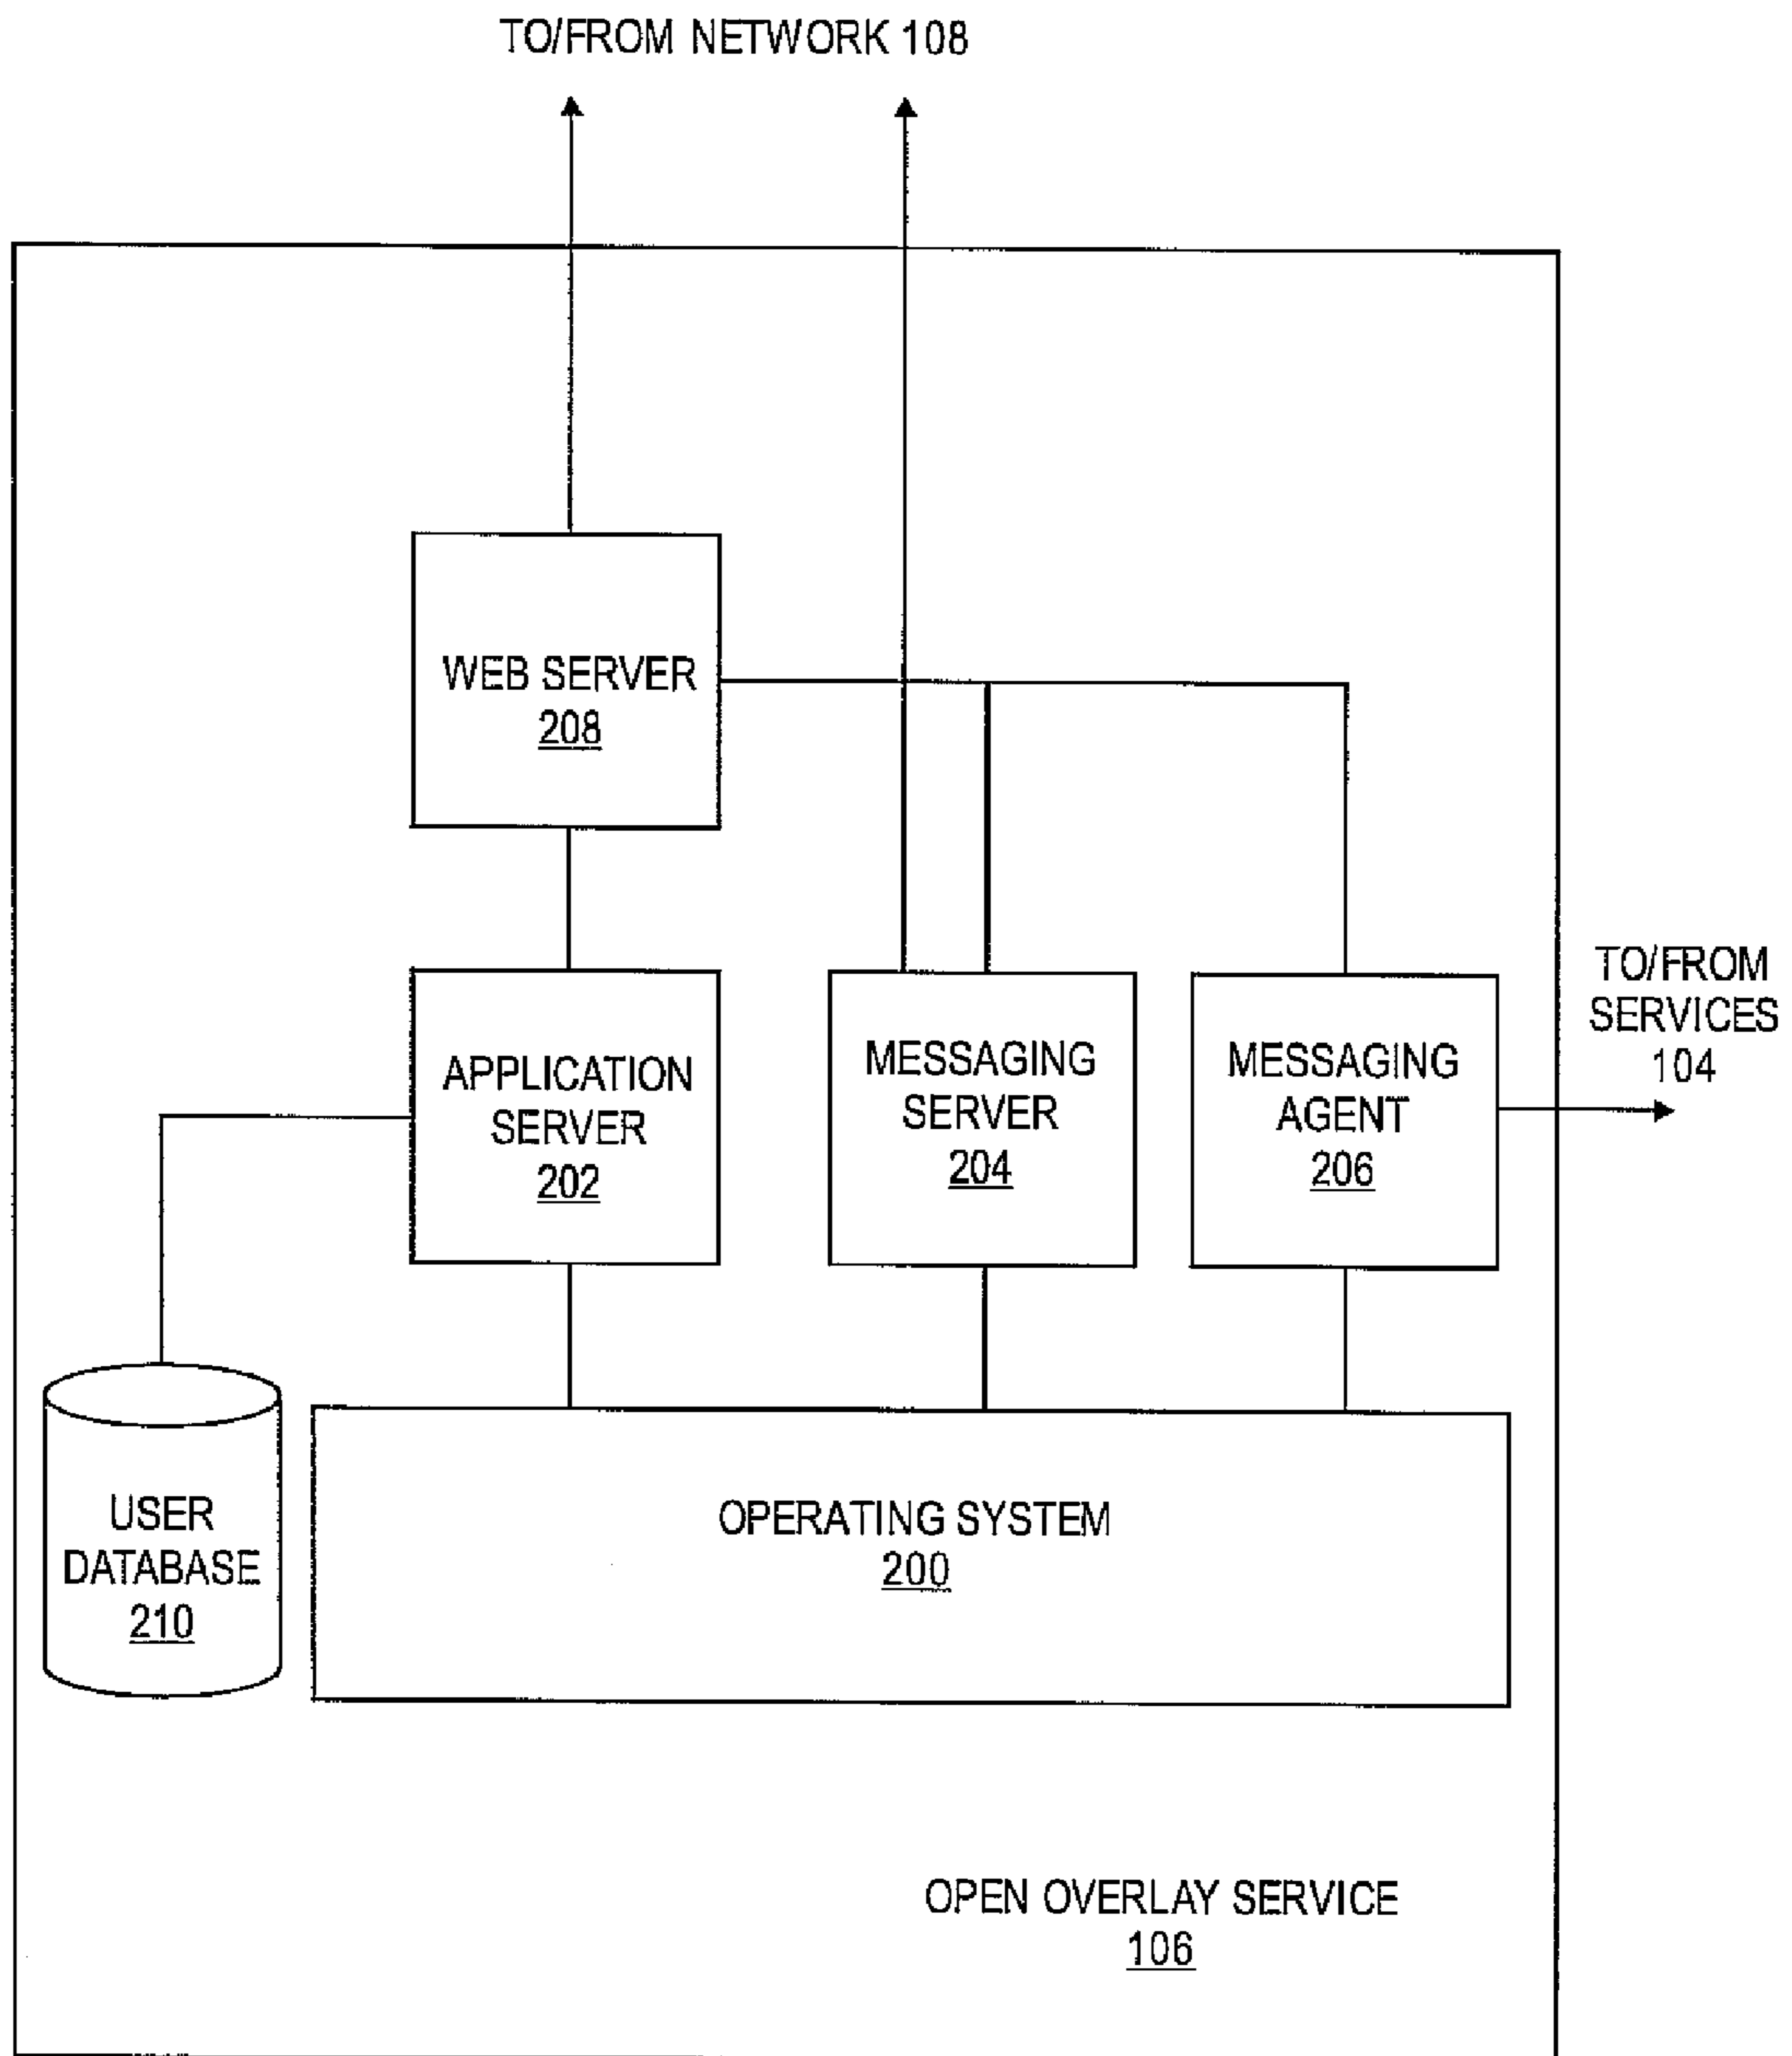 TO/FROM NETWORK 108
WEB SERVER
208
TO/FROM
SERVICES
104
APPLICATION
SERVER
202
MESSAGING
SERVER
204
MESSAGING
AGENT
206
USER
DATABASE
210
OPERATING SYSTEM
200
OPEN OVERLAY SERVICE
106